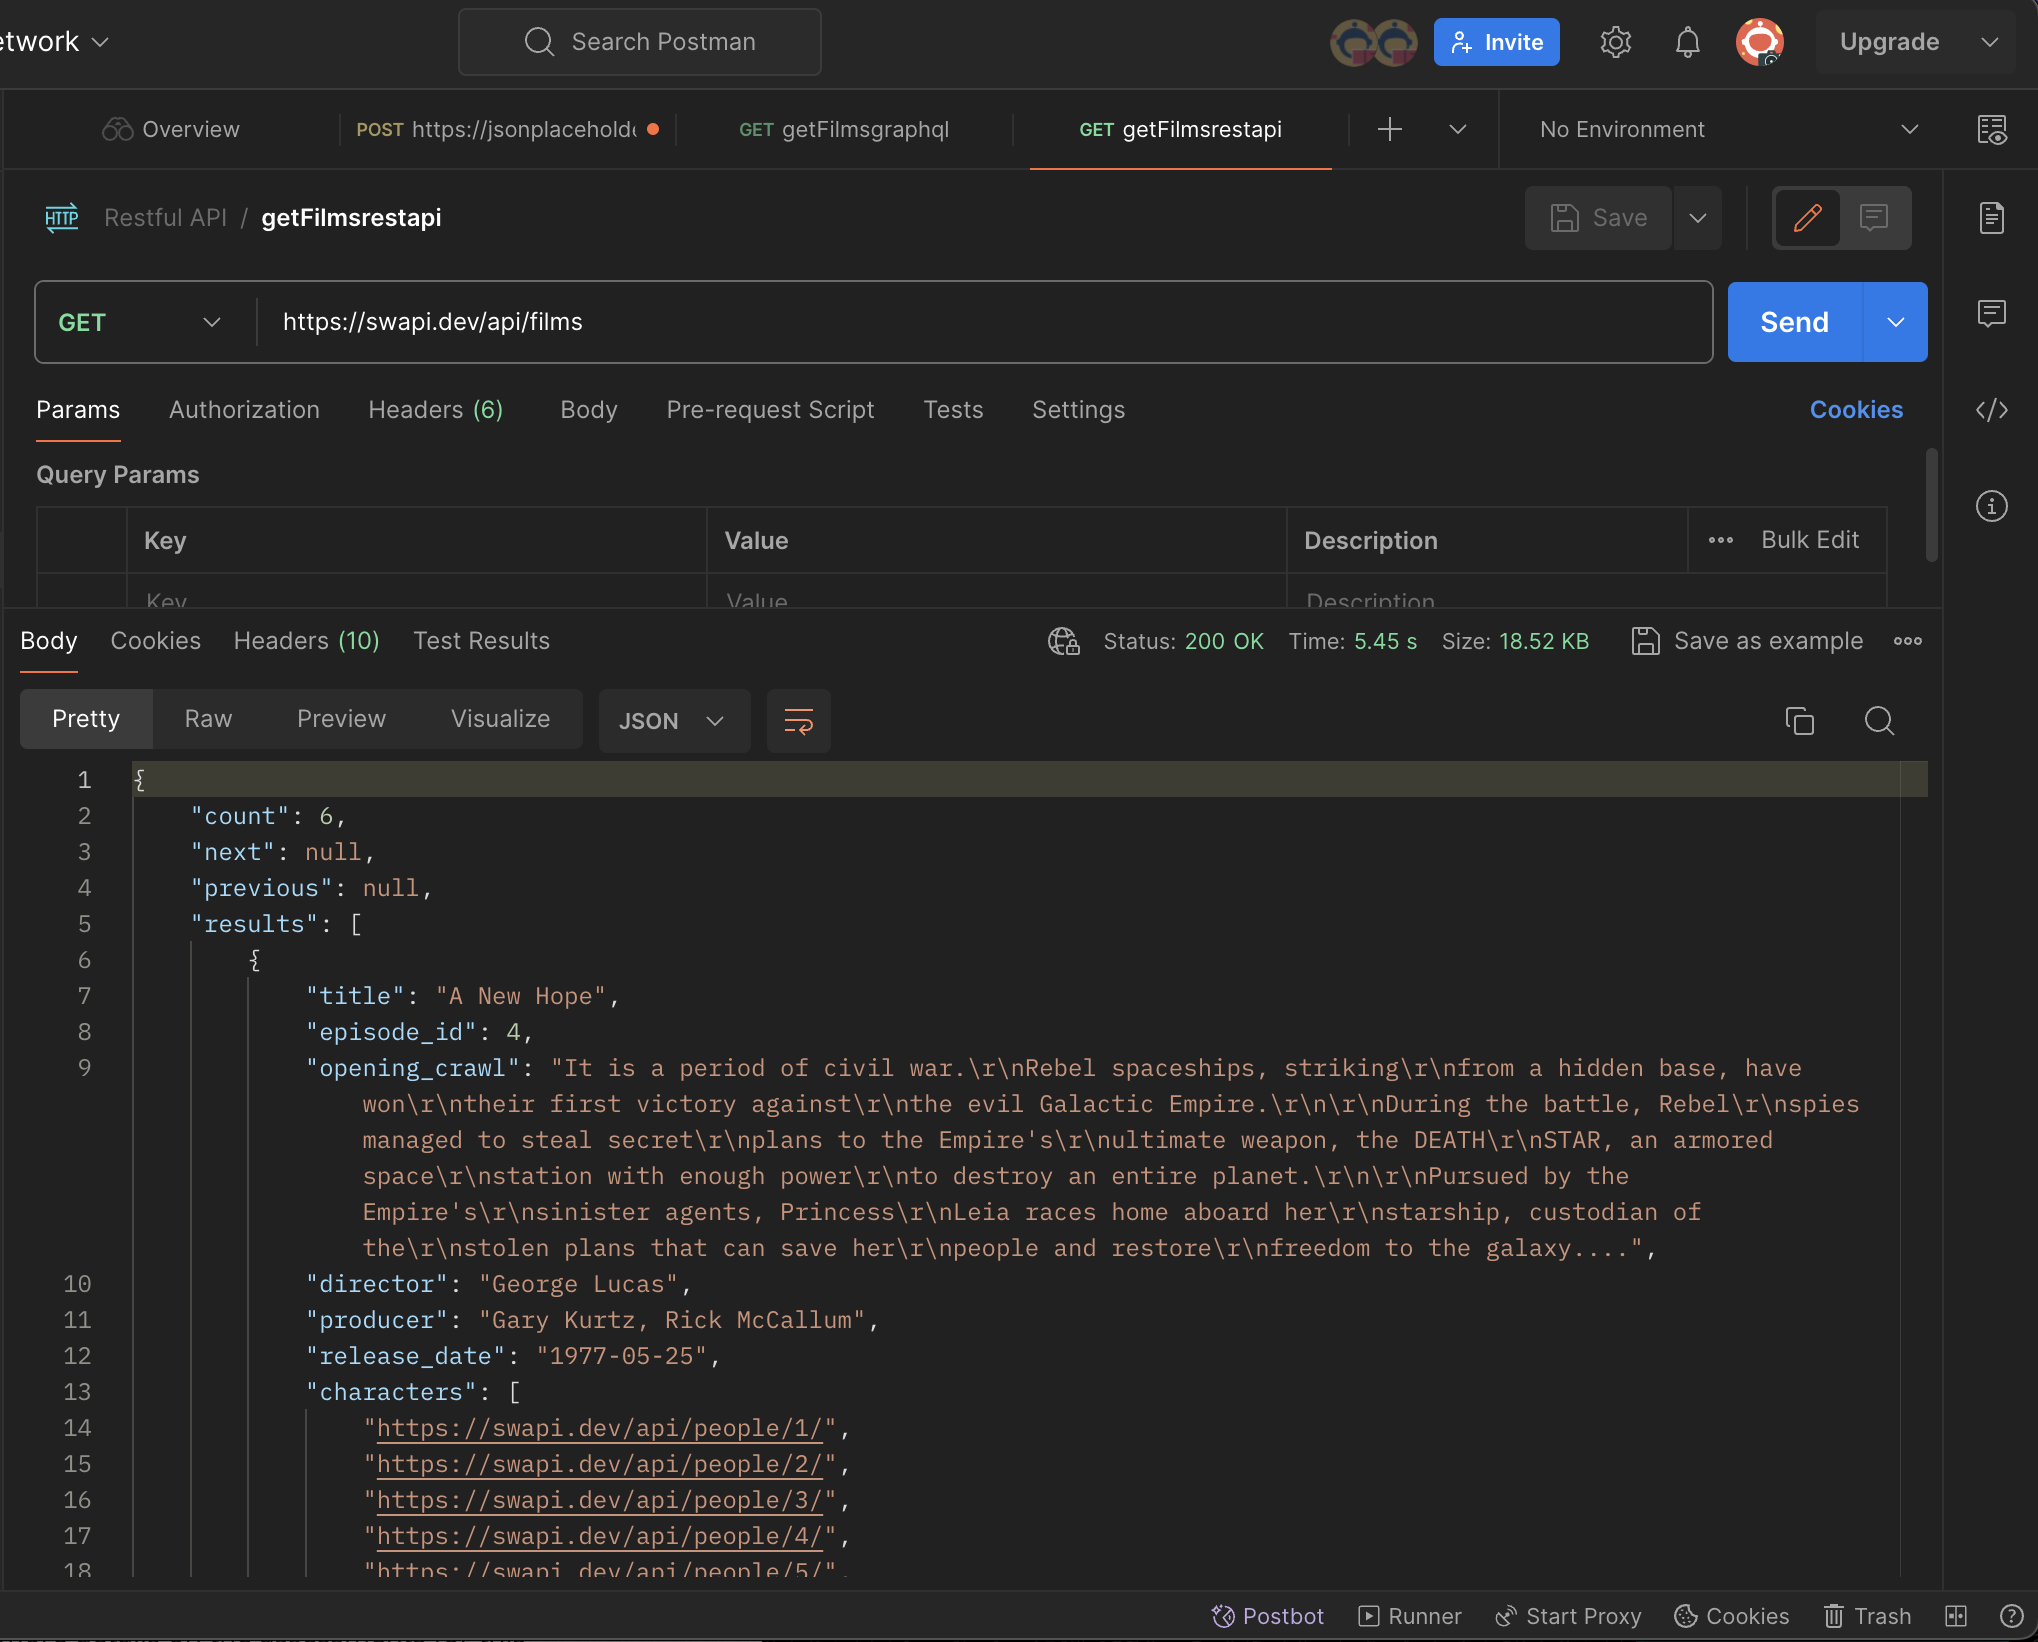 etwork
Search Postman
Invite
Upgrade
Overview
POST https://jsonplaceholde
GET getFilmsgraphql
GET getFilmsrestapi
No Environment
HTTP
Restful API / getFilmsrestapi
Save
GET
https://swapi.dev/api/films
Send
Params
Authorization
Headers (6)
Body
Pre-request Script
Tests
Settings
Cookies
Query Params
Key
Value
Description
Bulk Edit
Key
Value
Description
Body
Cookies
Headers (10)
Test Results
Status: 200 OK
Time: 5.45 s
Size: 18.52 KB
Save as example
Pretty
Raw
Preview
Visualize
JSON
1 {
2 "count": 6,
3 "next": null,
4 "previous": null,
5 "results": [
6 {
7 "title": "A New Hope",
8 "episode_id": 4,
9 "opening_crawl": "It is a period of civil war.\r\nRebel spaceships, striking\r\nfrom a hidden base, have
won\r\ntheir first victory against\r\nthe evil Galactic Empire.\r\n\r\nDuring the battle, Rebel\r\nspies
managed to steal secret\r\nplans to the Empire's\r\nultimate weapon, the DEATH\r\nSTAR, an armored
space\r\nstation with enough power\r\nto destroy an entire planet.\r\n\r\nPursued by the
Empire's\r\nsinister agents, Princess\r\nLeia races home aboard her\r\nstarship, custodian of
the\r\nstolen plans that can save her\r\npeople and restore\r\nfreedom to the galaxy....",
10 "director": "George Lucas",
11 "producer": "Gary Kurtz, Rick McCallum",
12 "release_date": "1977-05-25",
13 "characters": [
14 "https://swapi.dev/api/people/1/",
15 "https://swapi.dev/api/people/2/",
16 "https://swapi.dev/api/people/3/",
17 "https://swapi.dev/api/people/4/",
18 "https://swapi.dev/api/people/5/",
Postbot
Runner
Start Proxy
Cookies
Trash